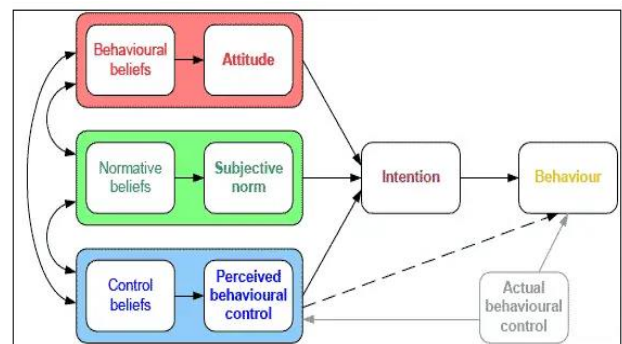 Behavioural
beliefs
Attitude
Normative
beliefs
Subjective
norm
Intention
Behaviour
Control
beliefs
Perceived
behavioural
control
Actual
behavioural
control